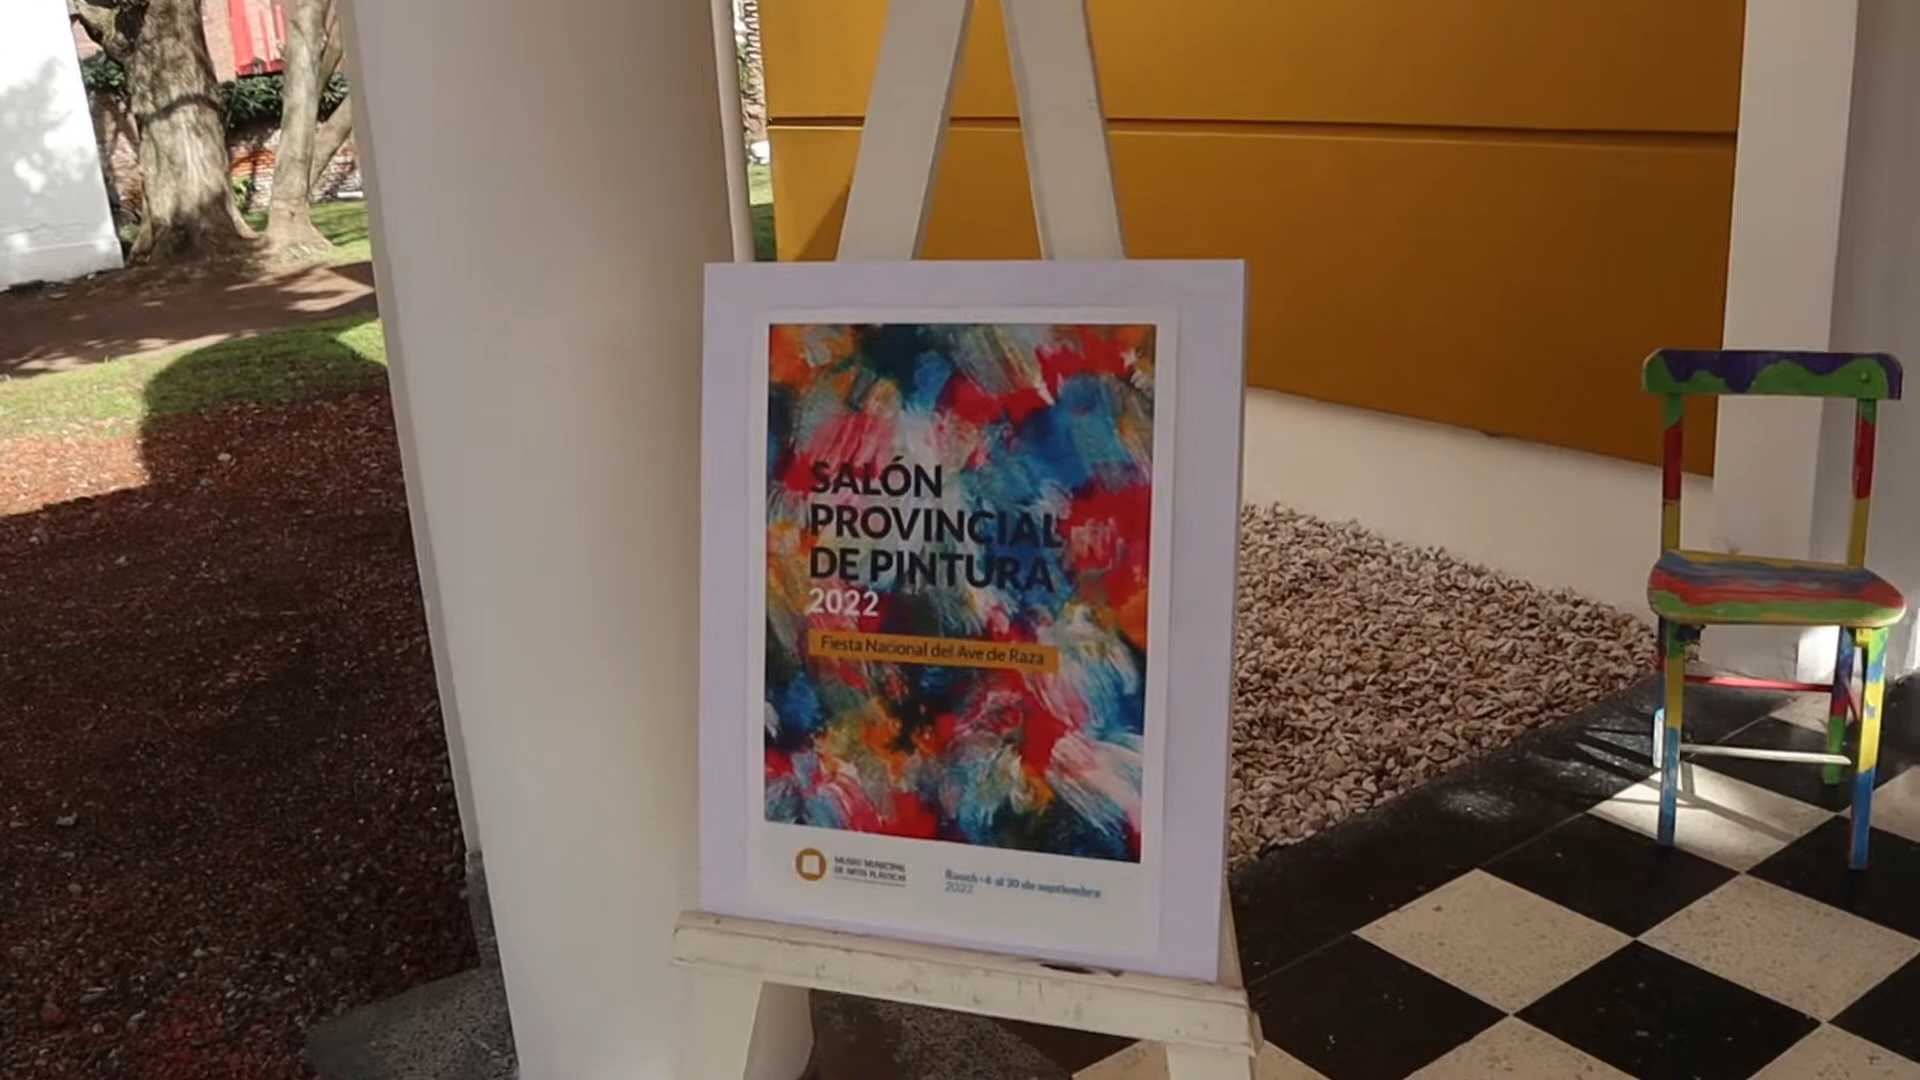 SALÓN
PROVINCIAL
DE PINTURA
2022
Fiesta Nacional del Ave de Raza
MUSEO MUNICIPAL
DE ARTES PLÁSTICAS
Rauch • 4 al 30 de septiembre
2022